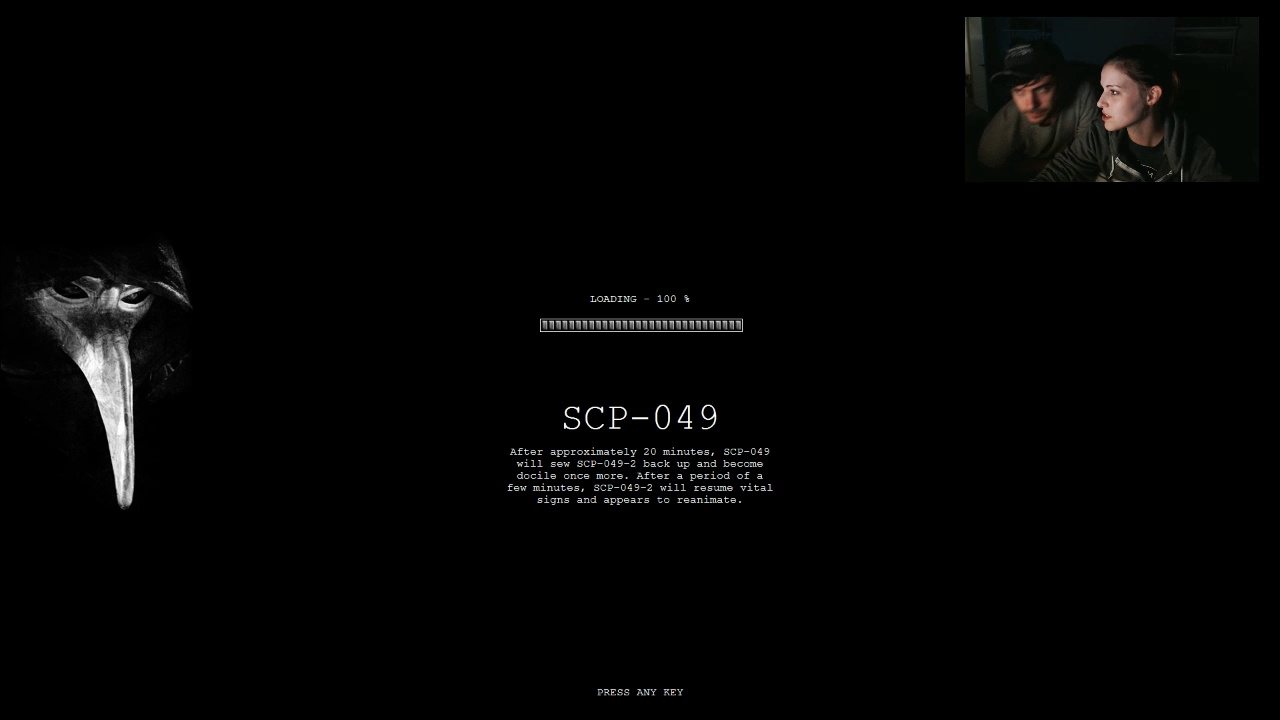 LOADING - 100 %
SCP-049
After approximately 20 minutes, SCP-049
will sew SCP-049-2 back up and become
docile once more. After a period of a
few minutes, SCP-049-2 will resume vital
signs and appears to reanimate.
PRESS ANY KEY